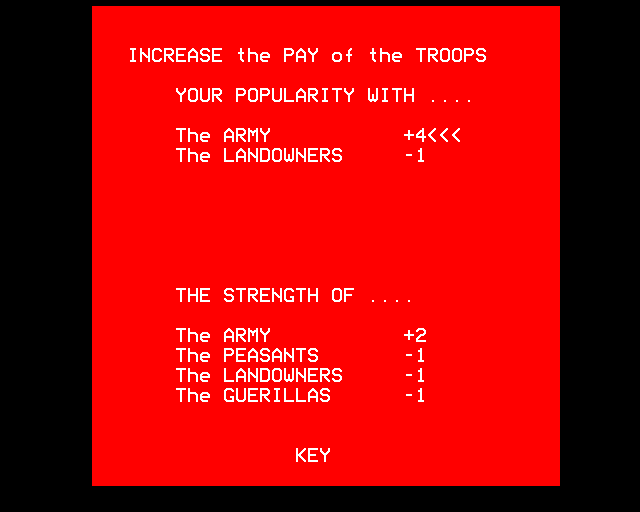 INCREASE the PAY of the TROOPS
YOUR POPULARITY WITH ....
The ARMY +4<<<
The LANDOWNERS -1
THE STRENGTH OF ....
The ARMY +2
The PEASANTS -1
The LANDOWNERS -1
The GUERILLAS -1
KEY